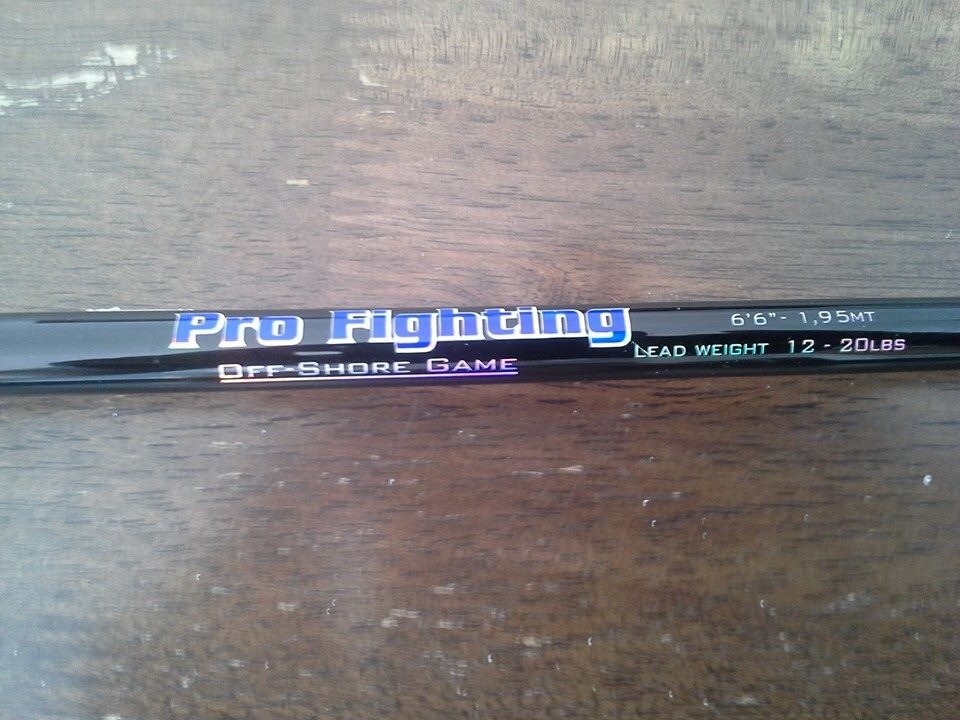 Pro Fighting
Off-Shore Game
6'6"- 1,95MT
LEAD WEIGHT 12 - 20LBS